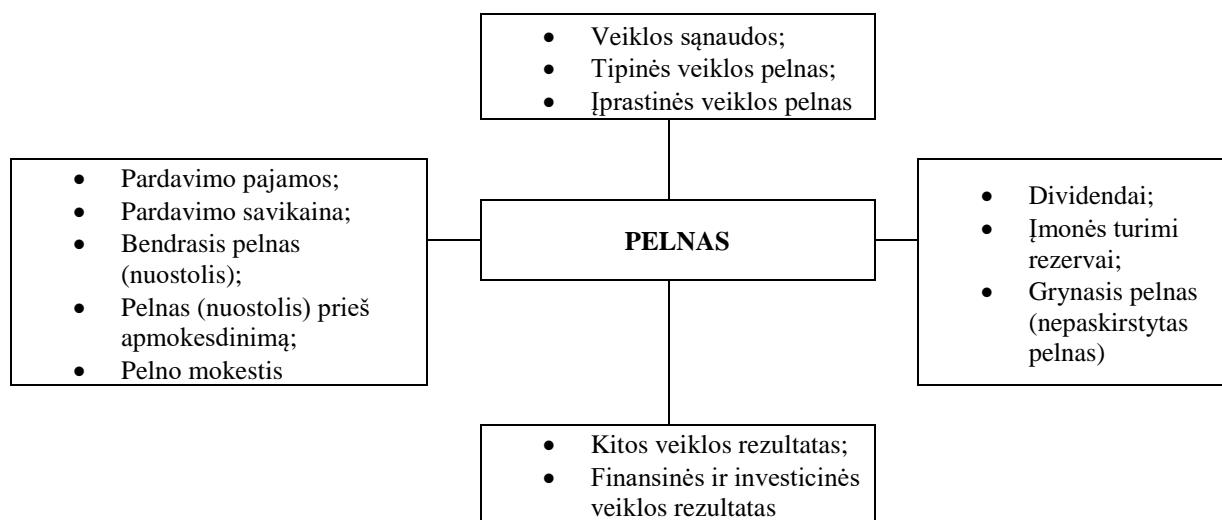 • Veiklos sąnaudos;
• Tipinės veiklos pelnas;
• Įprastinės veiklos pelnas
• Pardavimo pajamos;
• Pardavimo savikaina;
• Bendrasis pelnas
(nuostolis);
• Pelnas (nuostolis) prieš
apmokesdinimą;
• Pelno mokestis
PELNAS
• Dividendai;
• Įmonės turimi
rezervai;
• Grynasis pelnas
(nepaskirstytas
pelnas)
• Kitos veiklos rezultatas;
• Finansinės ir investicinės
veiklos rezultatas